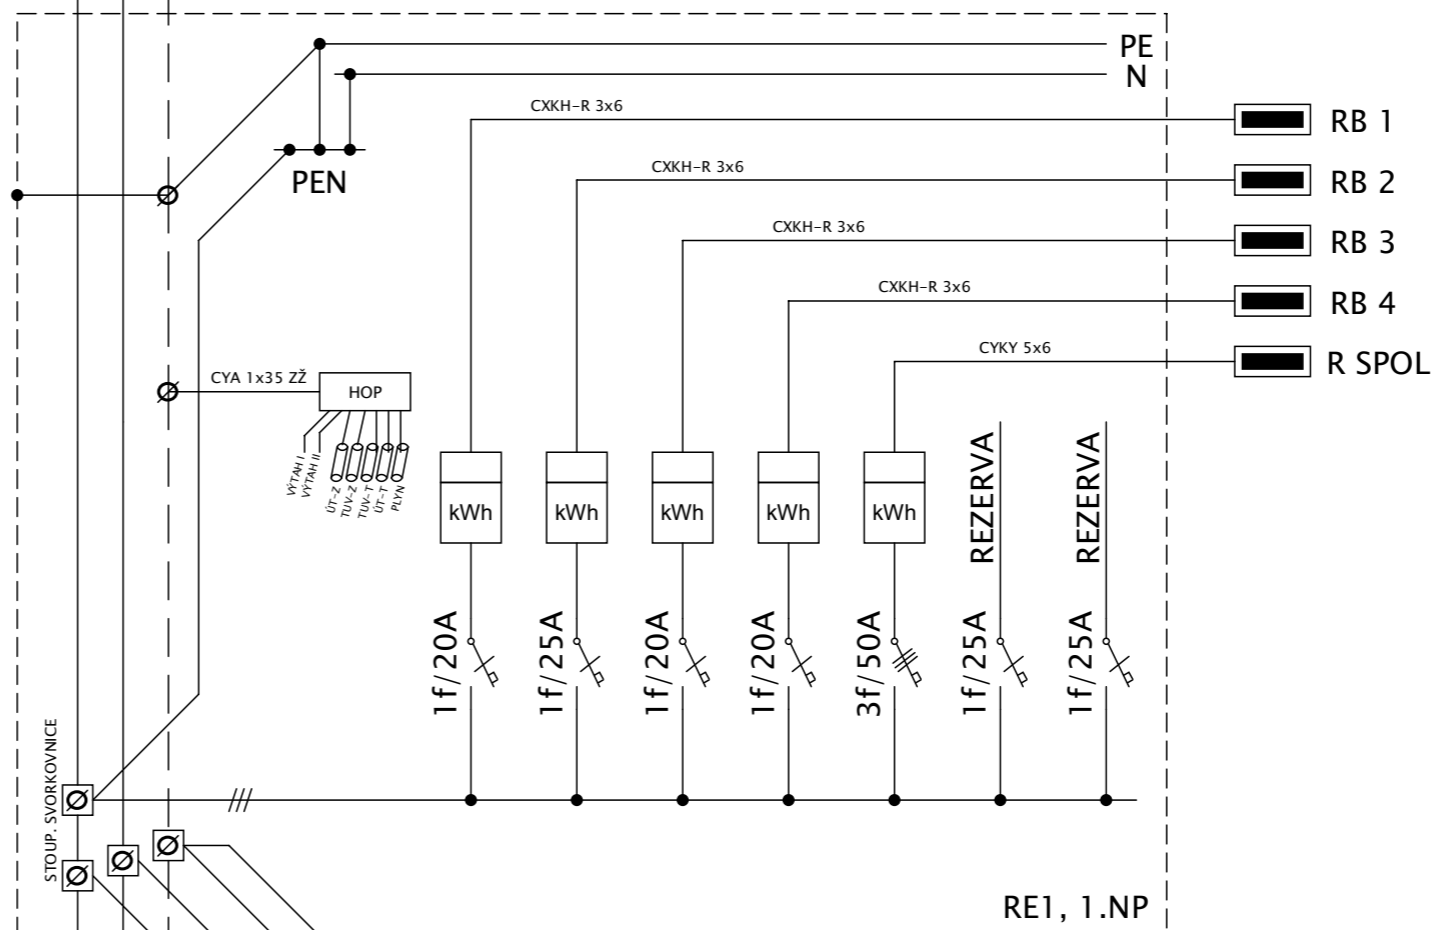 PE
N
CXKH-R 3x6
RB 1
PEN
CXKH-R 3x6
RB 2
CXKH-R 3x6
RB 3
CXKH-R 3x6
RB 4
CYKY 5x6
R SPOL
CYA 1x35 ZŽ
HOP
VÝTAH I
VÝTAH II
ÚT-Z
TUV-Z
TUV-T
ÚT-T
PLYN
kWh
kWh
kWh
kWh
kWh
REZERVA
REZERVA
1f/20A
1f/25A
1f/20A
1f/20A
3f/50A
1f/25A
1f/25A
STOUP. SVORKOVNICE
RE1, 1.NP